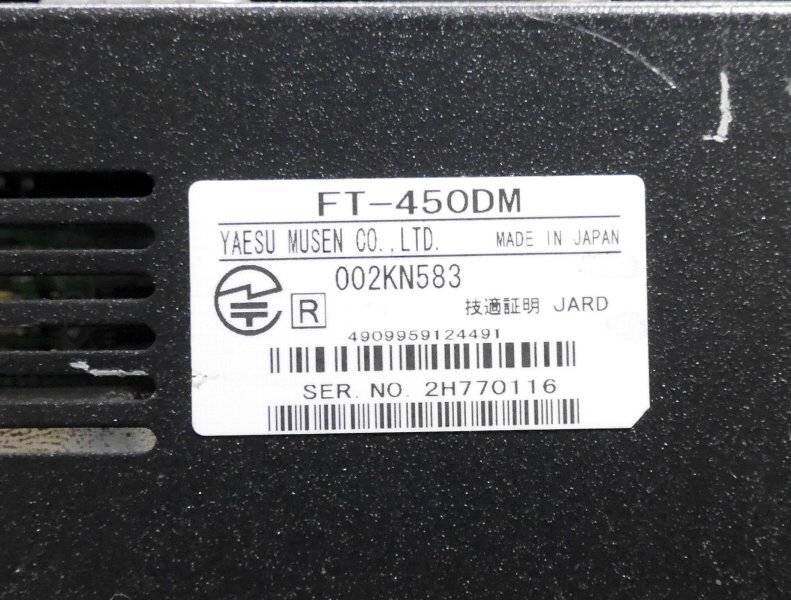 FT-450DM
YAESU MUSEN CO.,LTD. MADE IN JAPAN
002KN583
R
技適証明 JARD
4909959124491
SER. NO. 2H770116